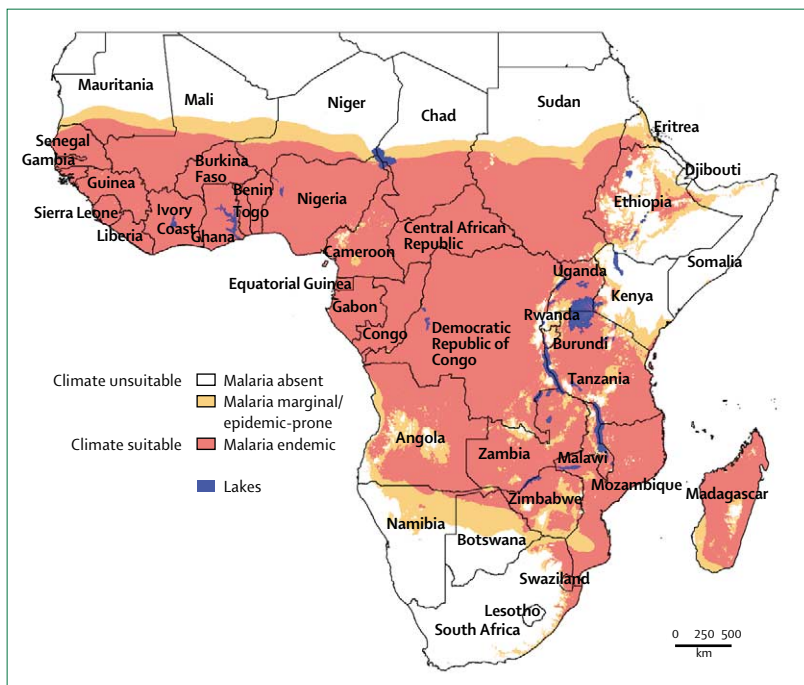 Mauritania
Mali
Niger
Chad
Sudan
Eritrea
Senegal
Gambia
Burkina
Faso
Djibouti
Guinea
Benin
Nigeria
Ethiopia
Sierra Leone
Ivory
Coast
Togo
Central African
Republic
Liberia
Ghana
Cameroon
Somalia
Equatorial Guinea
Uganda
Kenya
Gabon
Rwanda
Congo
Democratic
Republic of
Congo
Burundi
Tanzania
Climate unsuitable
Malaria absent
Malaria marginal/
epidemic-prone
Climate suitable
Malaria endemic
Lakes
Angola
Zambia
Malawi
Mozambique
Madagascar
Zimbabwe
Namibia
Botswana
Swaziland
Lesotho
South Africa
0 250 500
km